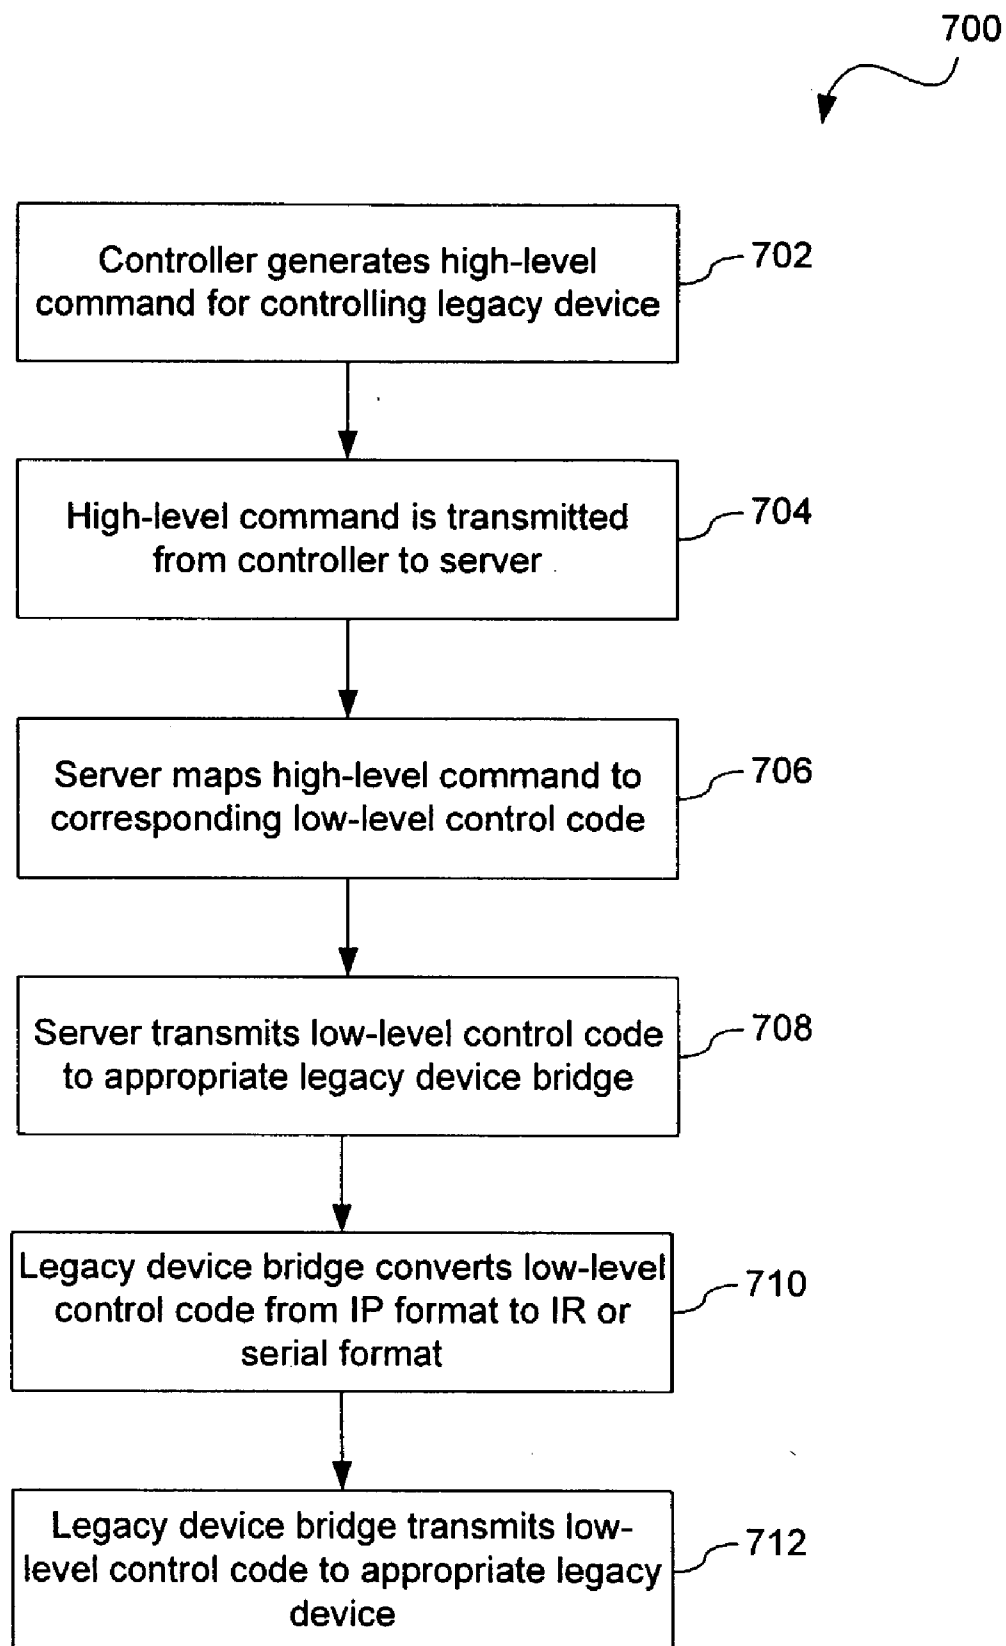 700
Controller generates high-level
command for controlling legacy device
702
High-level command is transmitted
from controller to server
704
Server maps high-level command to
corresponding low-level control code
706
Server transmits low-level control code
to appropriate legacy device bridge
708
Legacy device bridge converts low-level
control code from IP format to IR or
serial format
710
Legacy device bridge transmits low-
level control code to appropriate legacy
device
712